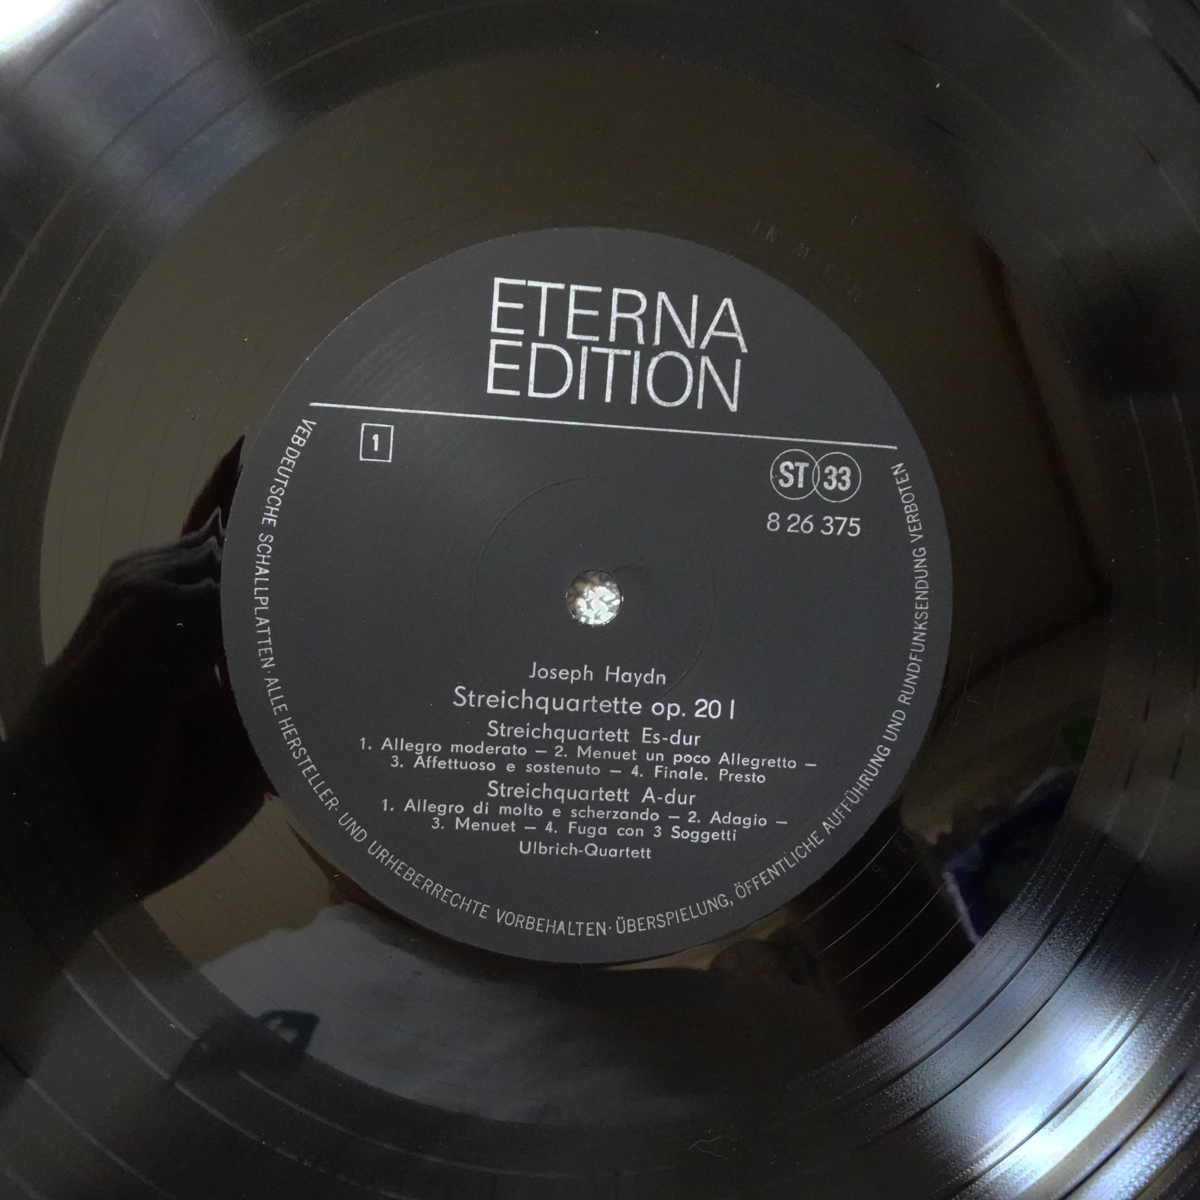 ETERNA
EDITION
1
ST 33
8 26 375
Joseph Haydn
Streichquartette op. 20 I
Streichquartett Es-dur
1. Allegro moderato – 2. Menuet un poco Allegretto –
3. Affettuoso e sostenuto – 4. Finale. Presto
Streichquartett A-dur
1. Allegro di molto e scherzando – 2. Adagio –
3. Menuet – 4. Fuga con 3 Soggetti
Ulbrich-Quartett
VEB DEUTSCHE SCHALLPLATTEN · ALLE HERSTELLER- UND URHEBERRECHTE VORBEHALTEN · ÜBERSPIELUNG, ÖFFENTLICHE AUFFÜHRUNG UND RUNDFUNKSENDUNG VERBOTEN